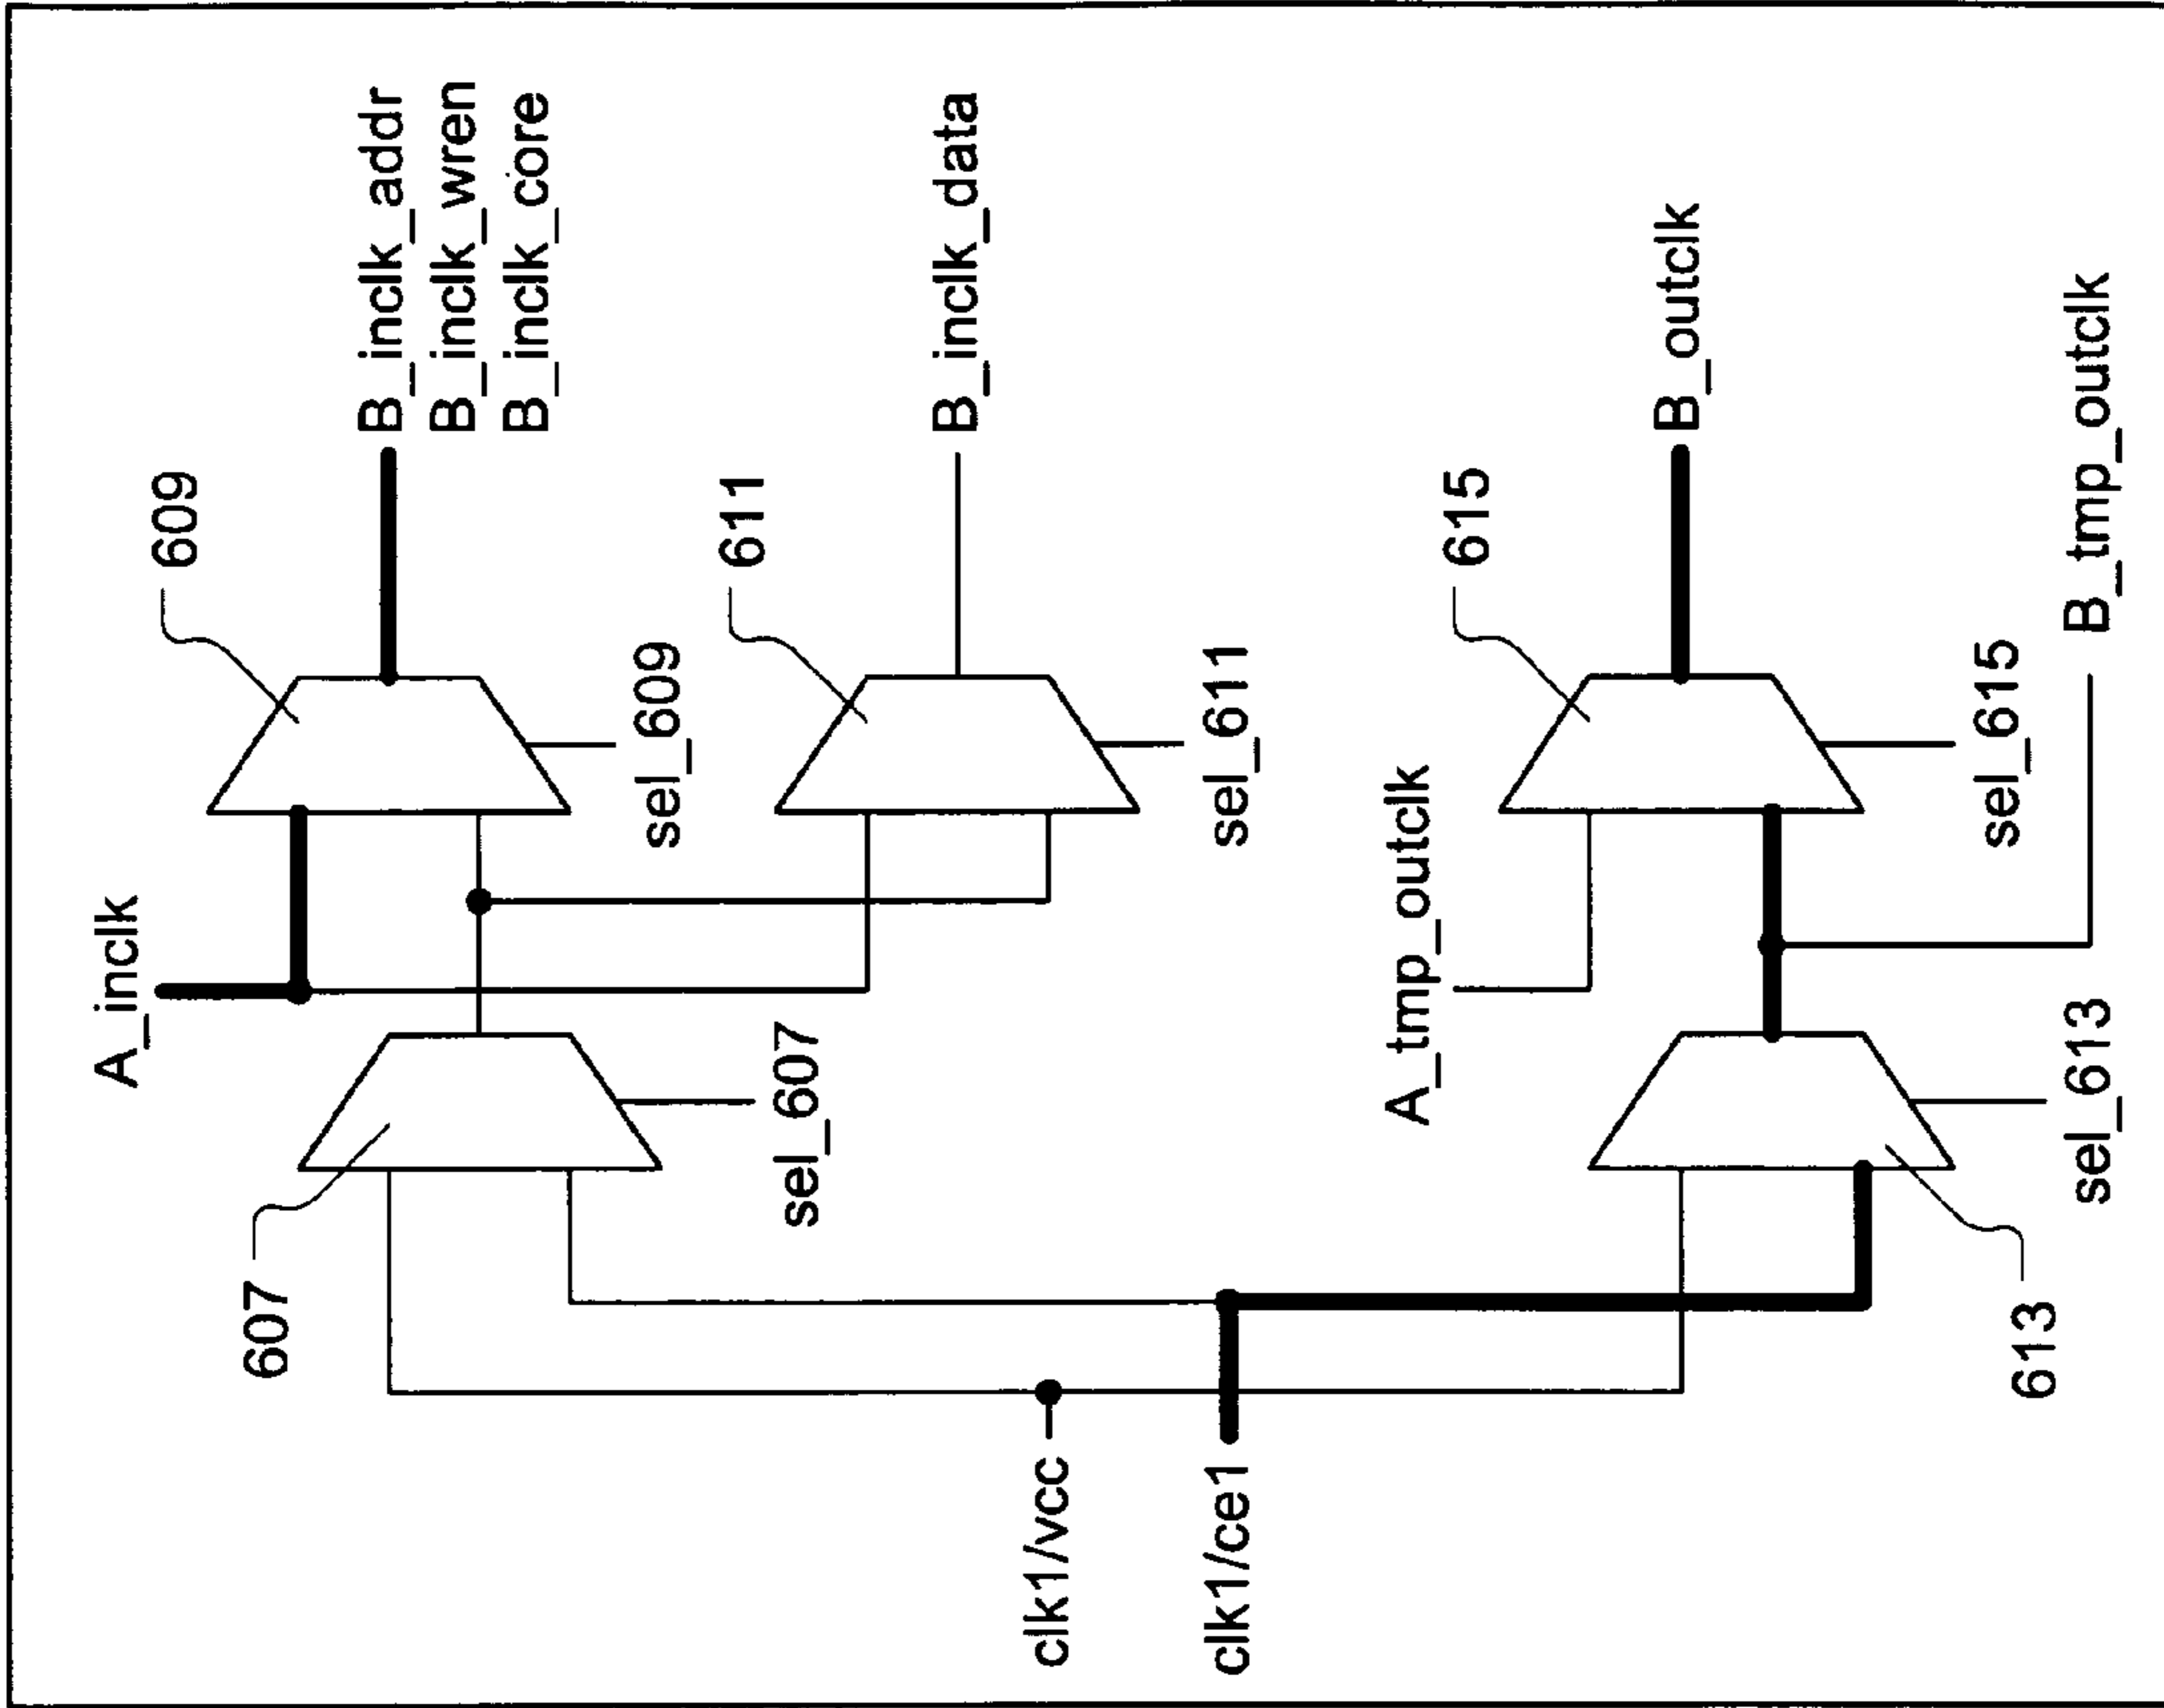 A_inclk
609
B_inclk_addr
B_inclk_wren
B_inclk_core
607
sel_607
sel_609
611
B_inclk_data
sel_611
clk1/vcc
clk1/ce1
A_tmp_outclk
615
B_outclk
sel_615
613
sel_613
B_tmp_outclk